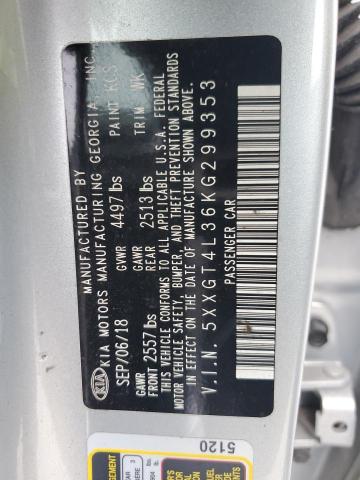 MANUFACTURED BY
KIA KIA MOTORS MANUFACTURING GEORGIA, INC.
SEP/06/18 GVWR 4497 lbs PAINT KCS
GAWR FRONT 2557 lbs GAWR REAR 2513 lbs TRIM WK
THIS VEHICLE CONFORMS TO ALL APPLICABLE U.S.A. FEDERAL
MOTOR VEHICLE SAFETY, BUMPER, AND THEFT PREVENTION STANDARDS
IN EFFECT ON THE DATE OF MANUFACTURE SHOWN ABOVE.
V.I.N. 5XXGT4L36KG299353
PASSENGER CAR
5120